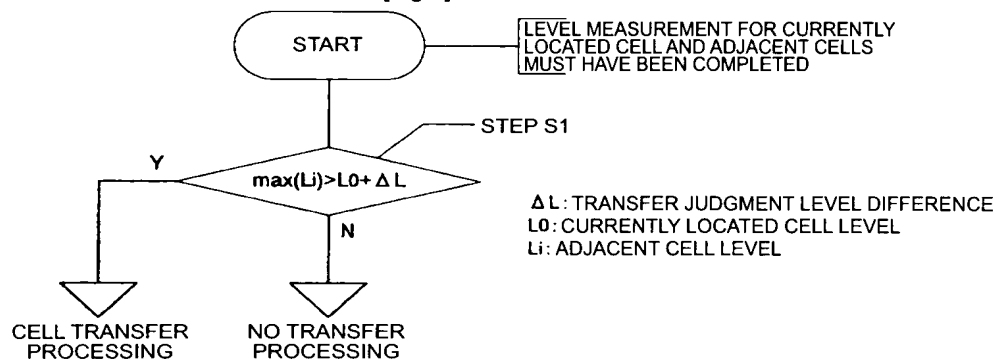 START
LEVEL MEASUREMENT FOR CURRENTLY
LOCATED CELL AND ADJACENT CELLS
MUST HAVE BEEN COMPLETED
STEP S1
Y
max(Li)>L0+ΔL
N
ΔL: TRANSFER JUDGMENT LEVEL DIFFERENCE
L0: CURRENTLY LOCATED CELL LEVEL
Li: ADJACENT CELL LEVEL
CELL TRANSFER
PROCESSING
NO TRANSFER
PROCESSING